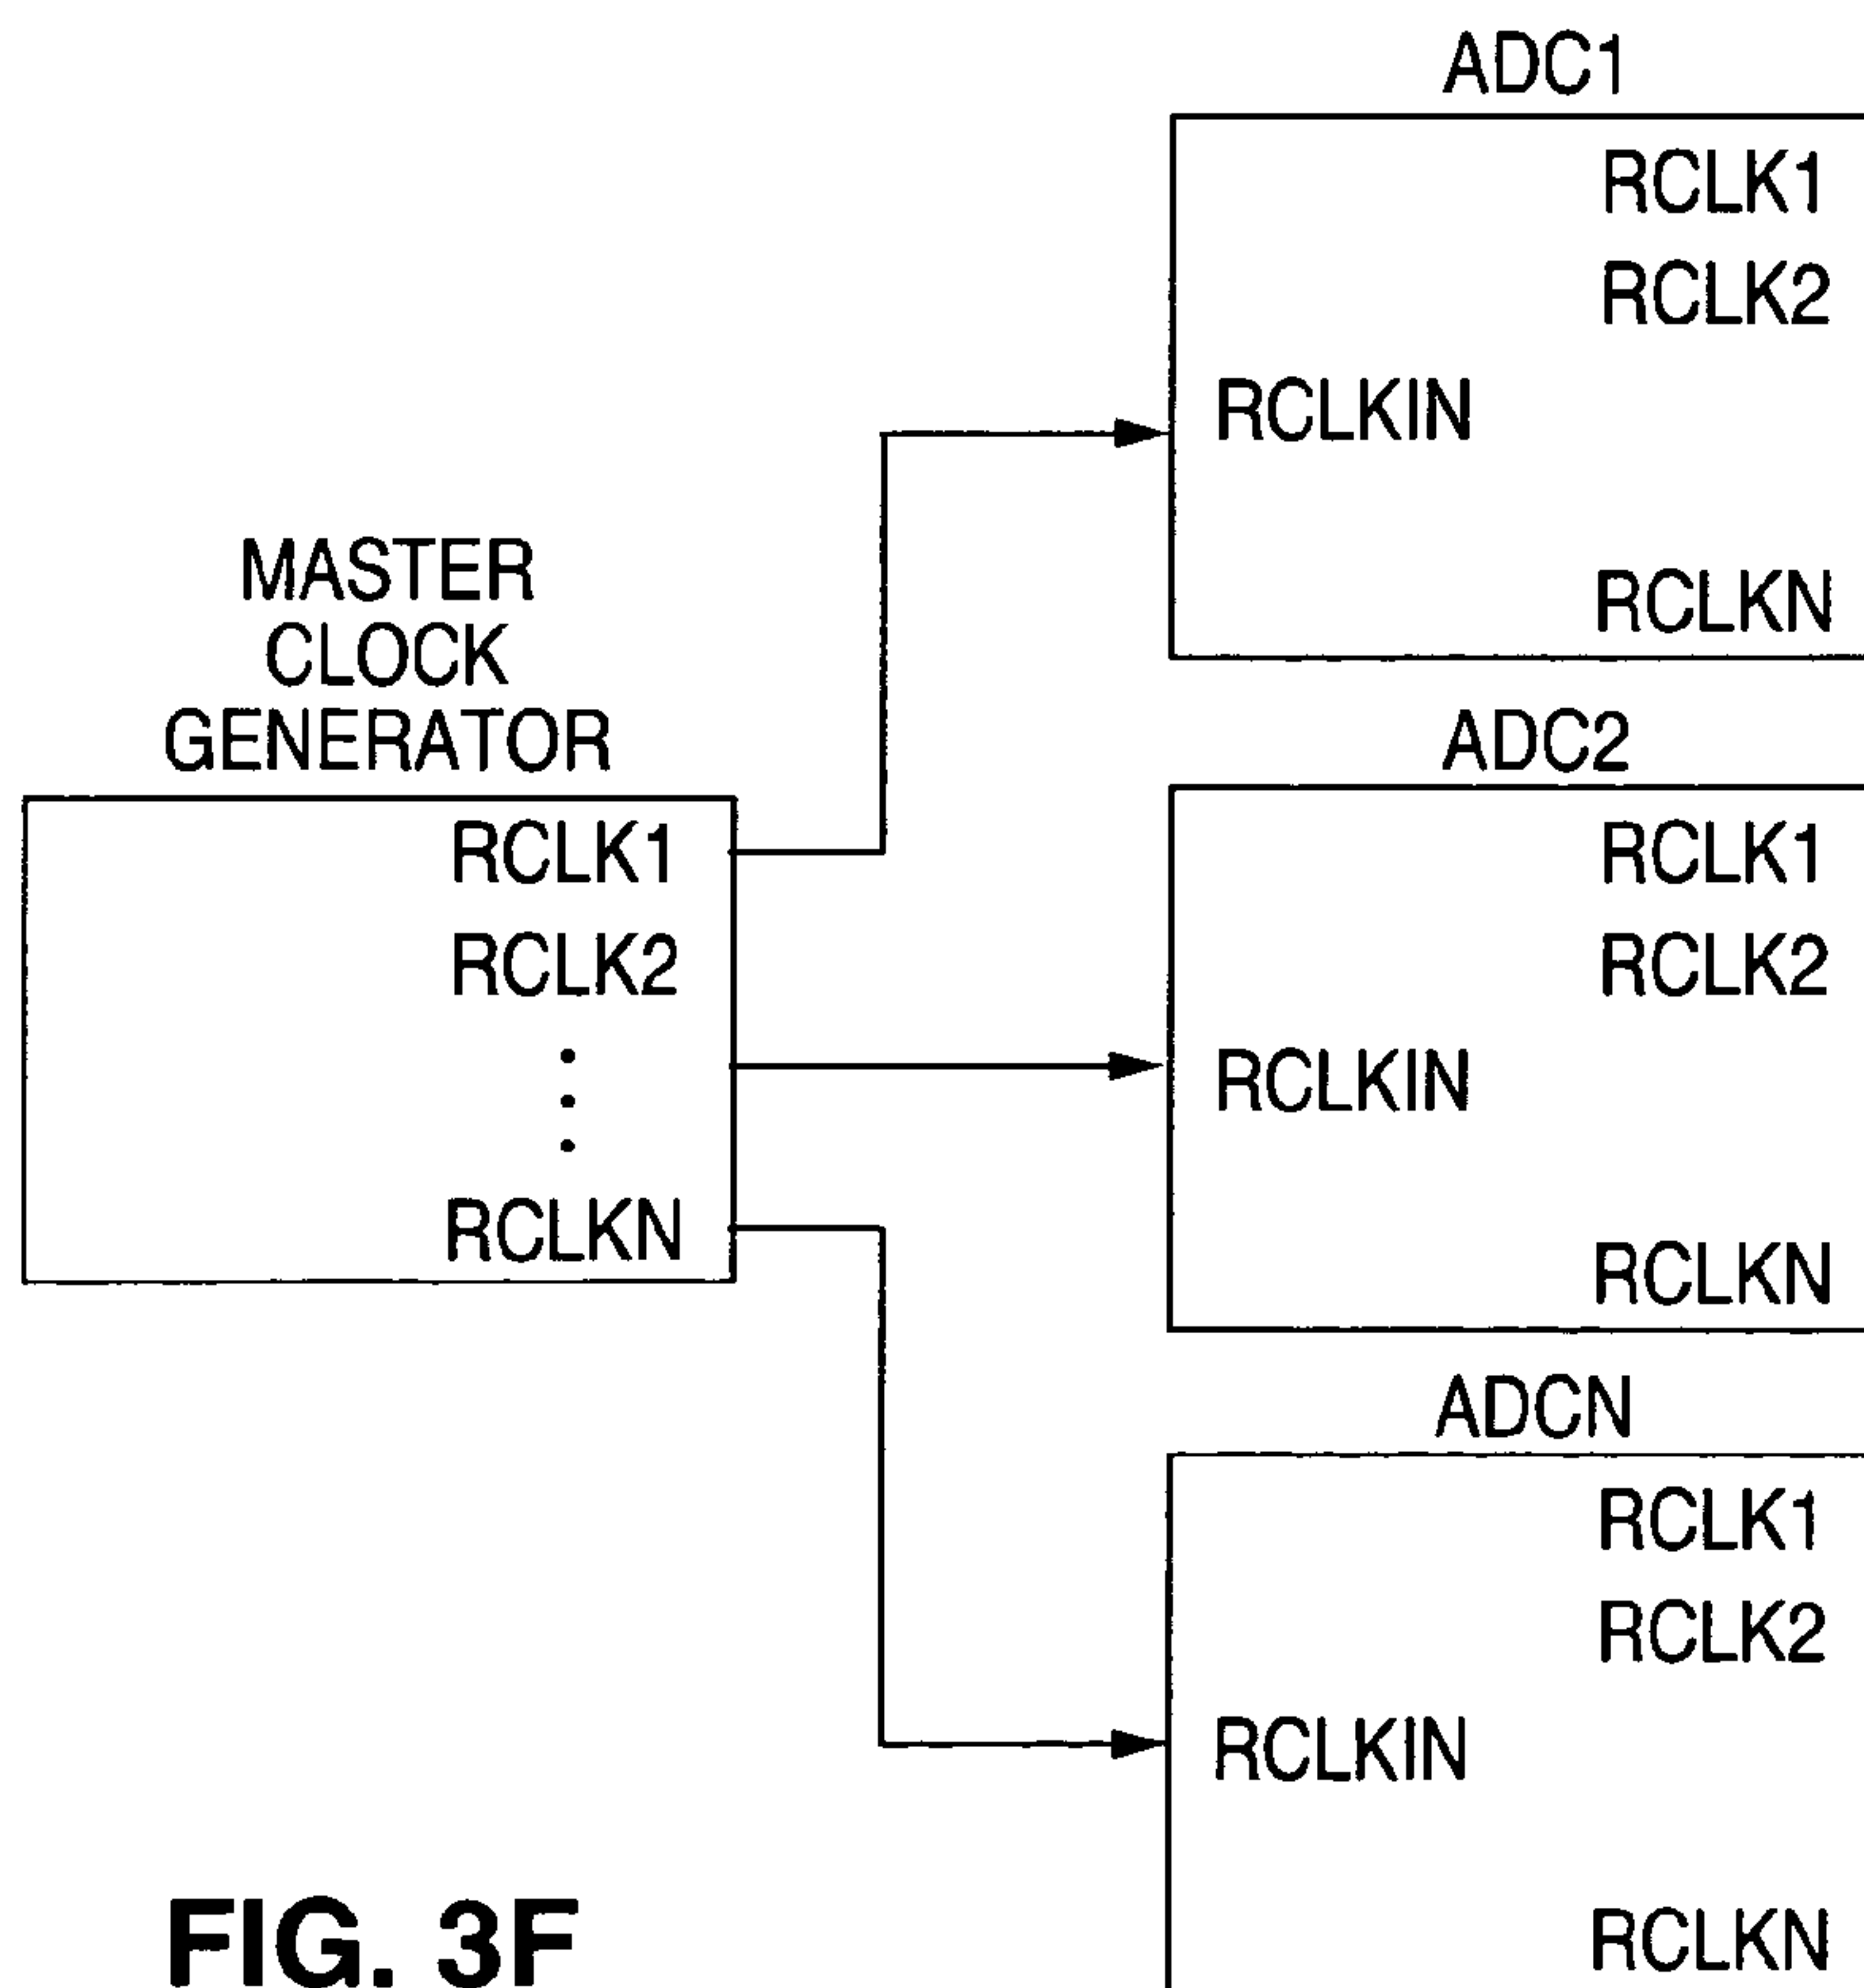 ADC1
RCLK1
RCLK2
RCLKIN
RCLKN
MASTER
CLOCK
GENERATOR
RCLK1
RCLK2
RCLKN
ADC2
RCLK1
RCLK2
RCLKIN
RCLKN
ADCN
RCLK1
RCLK2
RCLKIN
RCLKN
FIG. 3F